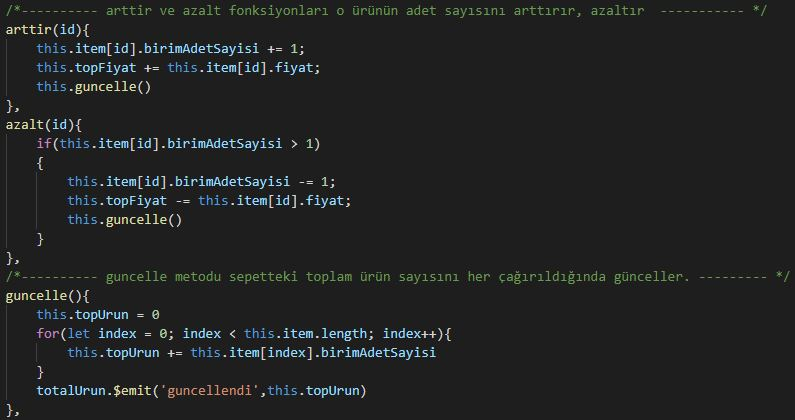 /*---------- arttir ve azalt fonksiyonları o ürünün adet sayısını arttırır, azaltır  ----------- */
arttir(id){
    this.item[id].birimAdetSayisi += 1;
    this.topFiyat += this.item[id].fiyat;
    this.guncelle()
},
azalt(id){
    if(this.item[id].birimAdetSayisi > 1)
    {
        this.item[id].birimAdetSayisi -= 1;
        this.topFiyat -= this.item[id].fiyat;
        this.guncelle()
    }
},
/*---------- guncelle metodu sepetteki toplam ürün sayısını her çağırıldığında günceller. --------- */
guncelle(){
    this.topUrun = 0
    for(let index = 0; index < this.item.length; index++){
        this.topUrun += this.item[index].birimAdetSayisi
    }
    totalUrun.$emit('guncellendi',this.topUrun)
},